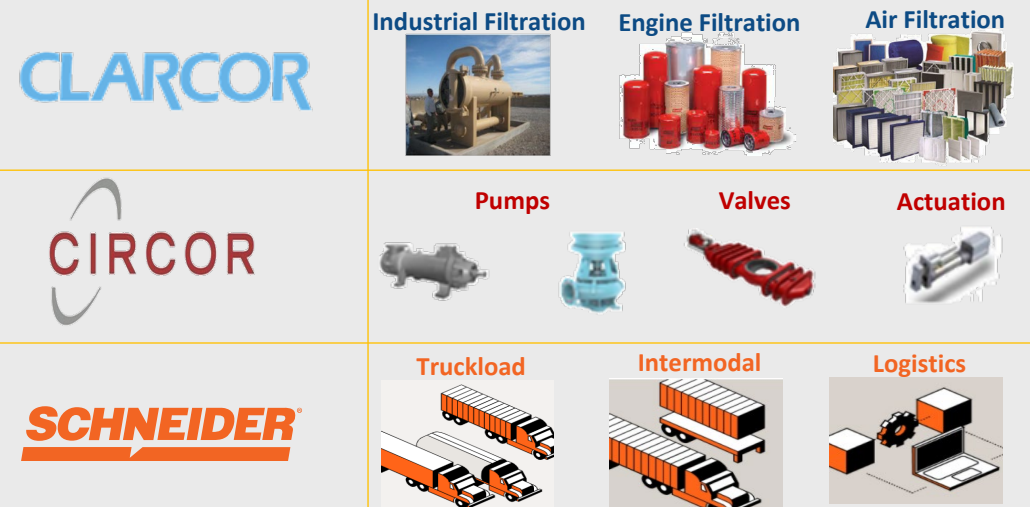 CLARCOR
Industrial Filtration
Engine Filtration
Air Filtration
CIRCOR
Pumps
Valves
Actuation
SCHNEIDER®
Truckload
Intermodal
Logistics